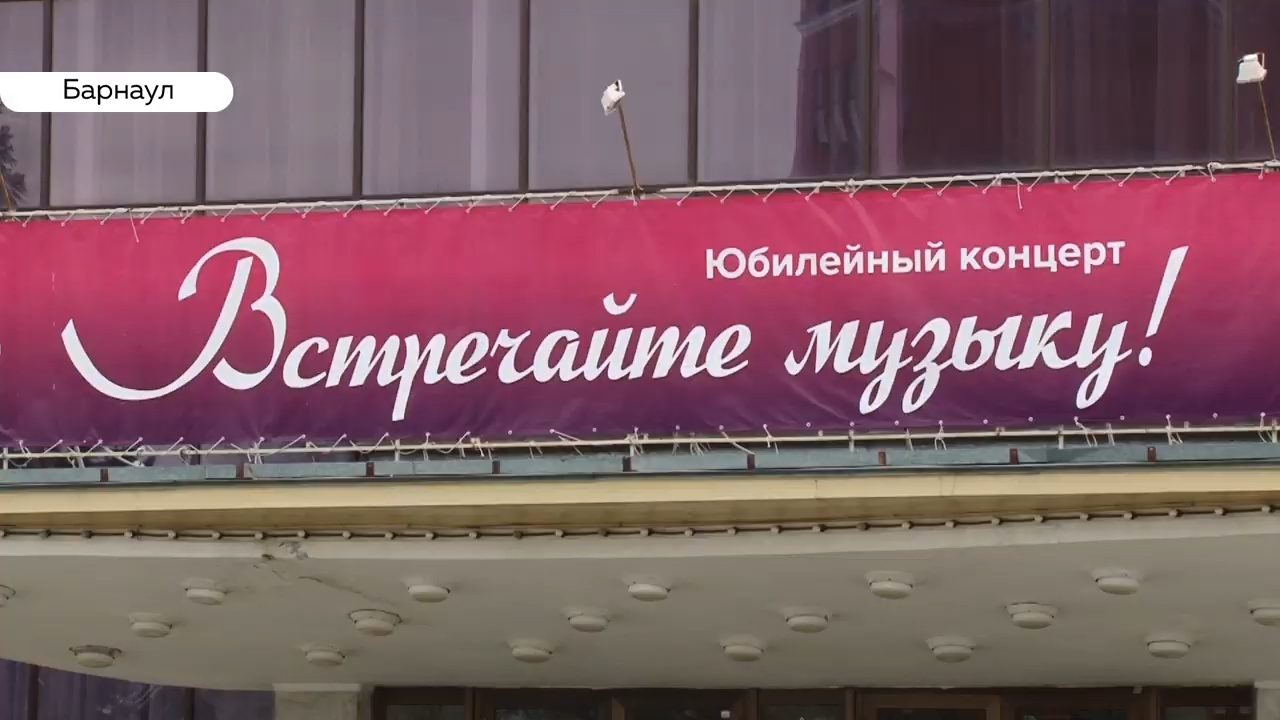 Барнаул
Юбилейный концерт
Встречайте музыку!